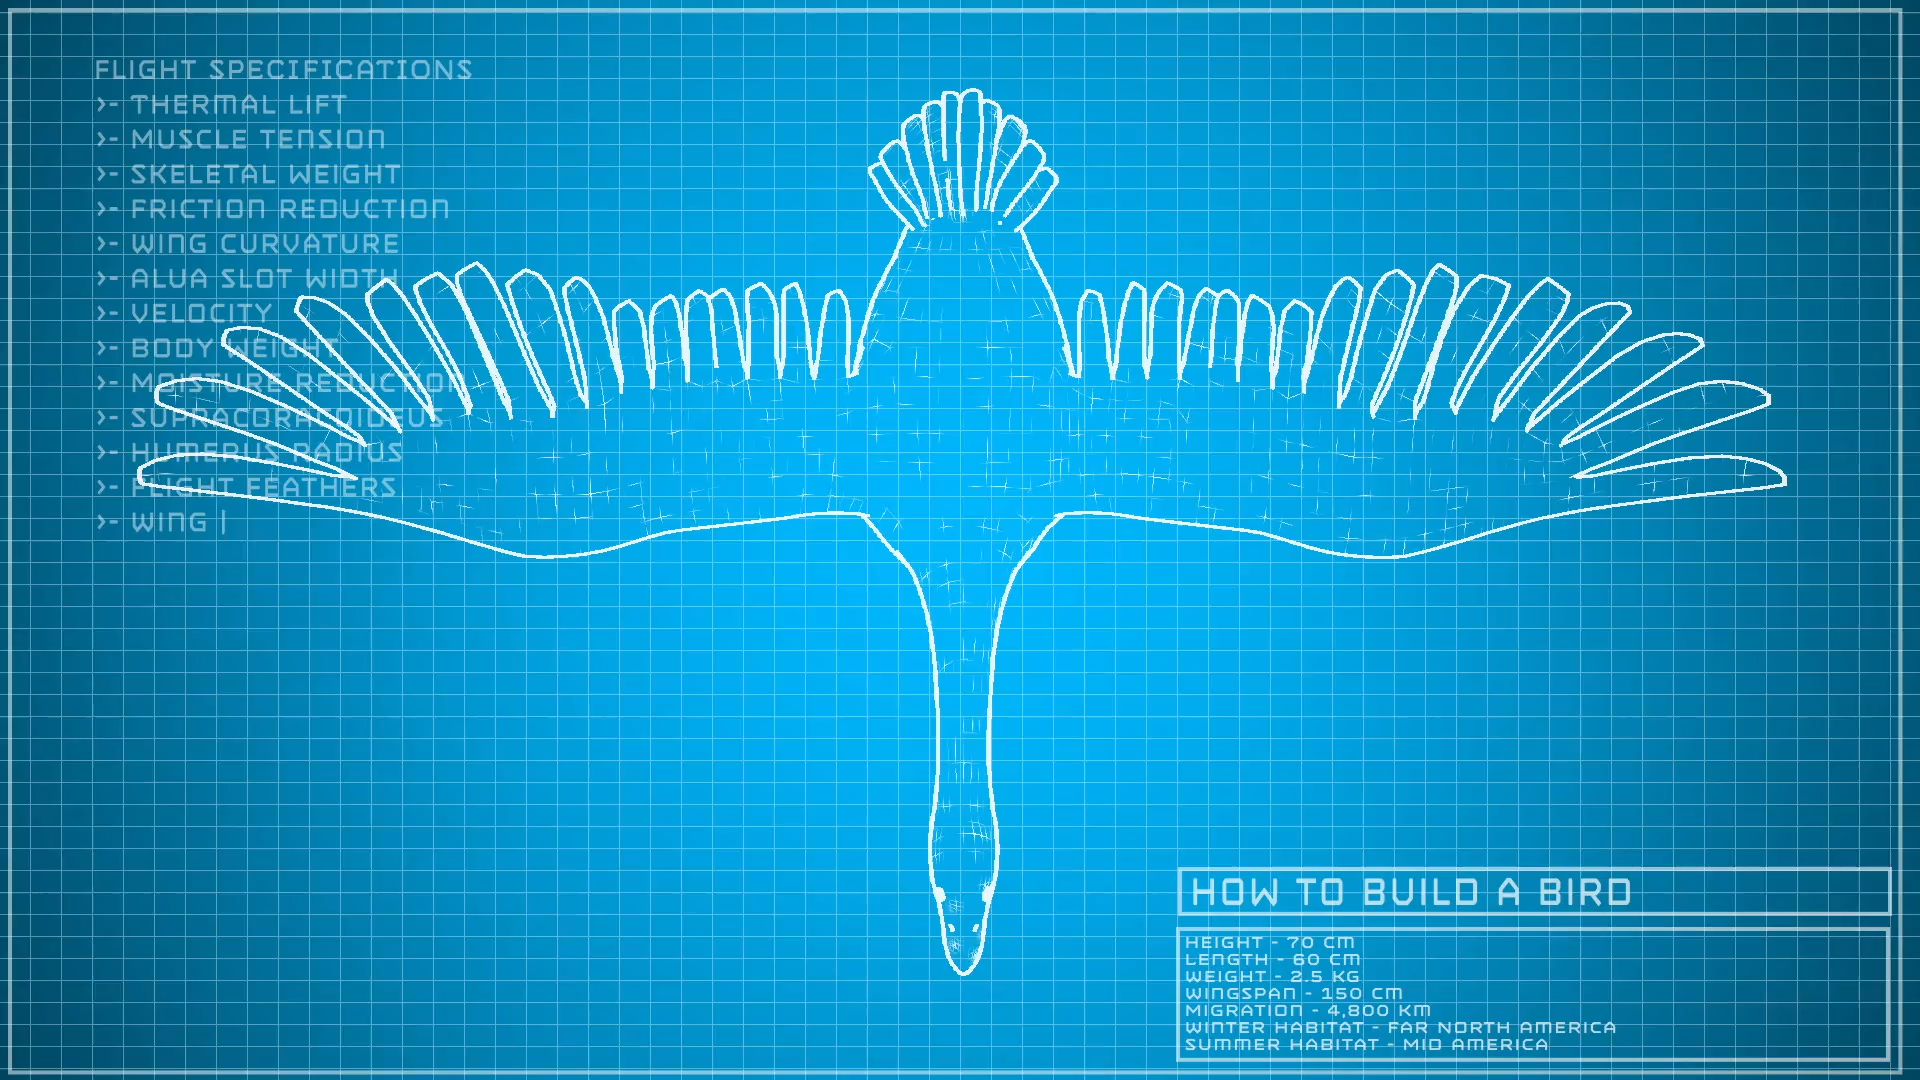 FLIGHT SPECIFICATIONS
>- THERMAL LIFT
>- MUSCLE TENSION
>- SKELETAL WEIGHT
>- FRICTION REDUCTION
>- WING CURVATURE
>- ALUA SLOT WIDTH
>- VELOCITY
>- BODY WEIGHT
>- MOISTURE REDUCTION
>- SUPRACORACOIDEUS
>- HUMERUS RADIUS
>- FLIGHT FEATHERS
>- WING |
HOW TO BUILD A BIRD
HEIGHT - 70 CM
LENGTH - 60 CM
WEIGHT - 2.5 KG
WINGSPAN - 150 CM
MIGRATION - 4,800 KM
WINTER HABITAT - FAR NORTH AMERICA
SUMMER HABITAT - MID AMERICA